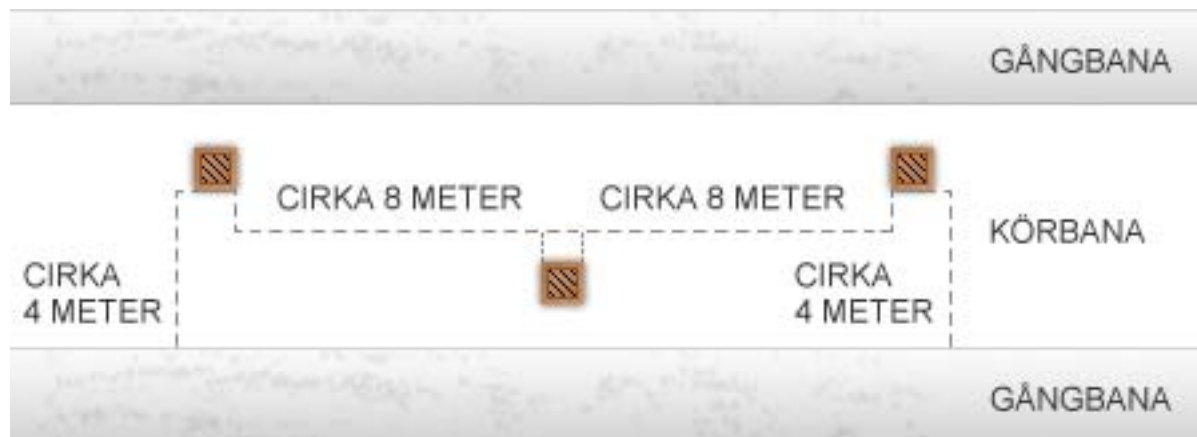 GÅNGBANA
CIRKA 8 METER
CIRKA 8 METER
KÖRBANA
CIRKA
4 METER
CIRKA
4 METER
GÅNGBANA